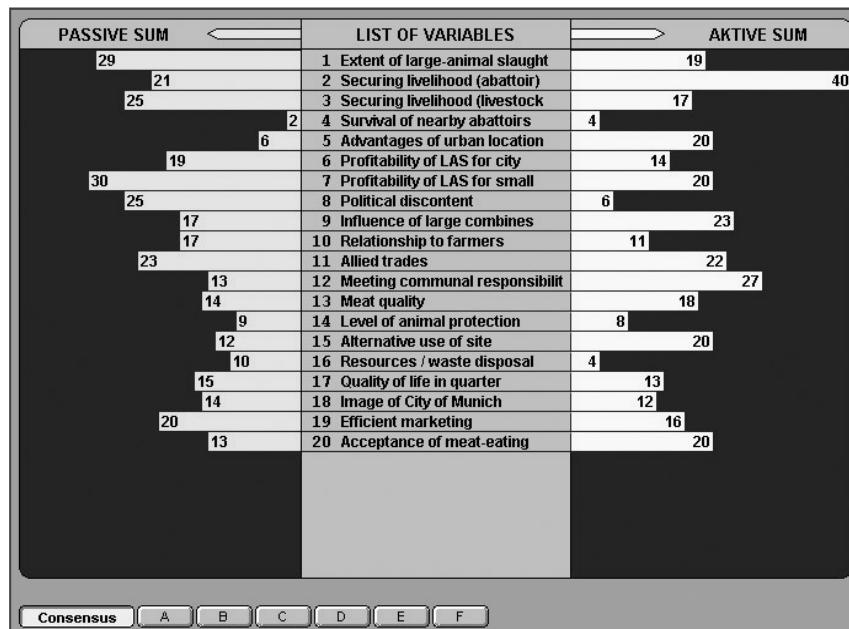 PASSIVE SUM LIST OF VARIABLES AKTIVE SUM
29 1 Extent of large-animal slaught 19
21 2 Securing livelihood (abattoir) 40
25 3 Securing livelihood (livestock 17
2 4 Survival of nearby abattoirs 4
6 5 Advantages of urban location 20
19 6 Profitability of LAS for city 14
30 7 Profitability of LAS for small 20
25 8 Political discontent 6
17 9 Influence of large combines 23
17 10 Relationship to farmers 11
23 11 Allied trades 22
13 12 Meeting communal responsibilit 27
14 13 Meat quality 18
9 14 Level of animal protection 8
12 15 Alternative use of site 20
10 16 Resources / waste disposal 4
15 17 Quality of life in quarter 13
14 18 Image of City of Munich 12
20 19 Efficient marketing 16
13 20 Acceptance of meat-eating 20
Consensus A B C D E F